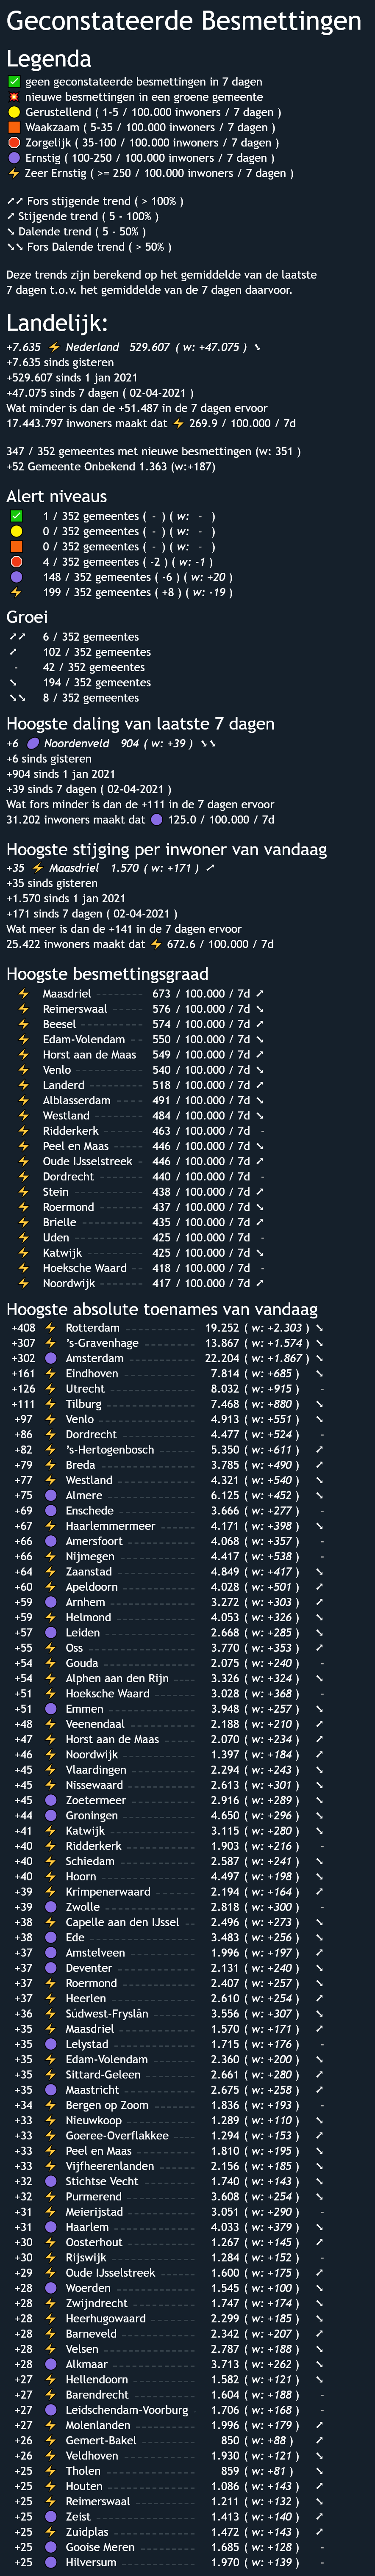 Geconstateerde Besmettingen
Legenda
✅ geen geconstateerde besmettingen in 7 dagen
💥 nieuwe besmettingen in een groene gemeente
🟡 Gerustellend ( 1-5 / 100.000 inwoners / 7 dagen )
🟧 Waakzaam ( 5-35 / 100.000 inwoners / 7 dagen )
🛑 Zorgelijk ( 35-100 / 100.000 inwoners / 7 dagen )
🟣 Ernstig ( 100-250 / 100.000 inwoners / 7 dagen )
⚡ Zeer Ernstig ( >= 250 / 100.000 inwoners / 7 dagen )
➚➚ Fors stijgende trend ( > 100% )
➚ Stijgende trend ( 5 - 100% )
➘ Dalende trend ( 5 - 50% )
➘➘ Fors Dalende trend ( > 50% )
Deze trends zijn berekend op het gemiddelde van de laatste
7 dagen t.o.v. het gemiddelde van de 7 dagen daarvoor.
Landelijk:
+7.635 ⚡ Nederland 529.607 ( w: +47.075 ) ➘
+7.635 sinds gisteren
+529.607 sinds 1 jan 2021
+47.075 sinds 7 dagen ( 02-04-2021 )
Wat minder is dan de +51.487 in de 7 dagen ervoor
17.443.797 inwoners maakt dat ⚡ 269.9 / 100.000 / 7d
347 / 352 gemeentes met nieuwe besmettingen (w: 351 )
+52 Gemeente Onbekend 1.363 (w:+187)
Alert niveaus
✅ 1 / 352 gemeentes ( - ) ( w: - )
🟡 0 / 352 gemeentes ( - ) ( w: - )
🟧 0 / 352 gemeentes ( - ) ( w: - )
🛑 4 / 352 gemeentes ( -2 ) ( w: -1 )
🟣 148 / 352 gemeentes ( -6 ) ( w: +20 )
⚡ 199 / 352 gemeentes ( +8 ) ( w: -19 )
Groei
➚➚ 6 / 352 gemeentes
➚ 102 / 352 gemeentes
- 42 / 352 gemeentes
➘ 194 / 352 gemeentes
➘➘ 8 / 352 gemeentes
Hoogste daling van laatste 7 dagen
+6 🟣 Noordenveld 904 ( w: +39 ) ➘➘
+6 sinds gisteren
+904 sinds 1 jan 2021
+39 sinds 7 dagen ( 02-04-2021 )
Wat fors minder is dan de +111 in de 7 dagen ervoor
31.202 inwoners maakt dat 🟣 125.0 / 100.000 / 7d
Hoogste stijging per inwoner van vandaag
+35 ⚡ Maasdriel 1.570 ( w: +171 ) ➚
+35 sinds gisteren
+1.570 sinds 1 jan 2021
+171 sinds 7 dagen ( 02-04-2021 )
Wat meer is dan de +141 in de 7 dagen ervoor
25.422 inwoners maakt dat ⚡ 672.6 / 100.000 / 7d
Hoogste besmettingsgraad
⚡ Maasdriel 673 / 100.000 / 7d ➚
⚡ Reimerswaal 576 / 100.000 / 7d ➘
⚡ Beesel 574 / 100.000 / 7d ➚
⚡ Edam-Volendam 550 / 100.000 / 7d ➘
⚡ Horst aan de Maas 549 / 100.000 / 7d ➚
⚡ Venlo 540 / 100.000 / 7d ➘
⚡ Landerd 518 / 100.000 / 7d ➚
⚡ Alblasserdam 491 / 100.000 / 7d ➘
⚡ Westland 484 / 100.000 / 7d ➘
⚡ Ridderkerk 463 / 100.000 / 7d -
⚡ Peel en Maas 446 / 100.000 / 7d ➘
⚡ Oude IJsselstreek 446 / 100.000 / 7d ➚
⚡ Dordrecht 440 / 100.000 / 7d -
⚡ Stein 438 / 100.000 / 7d ➚
⚡ Roermond 437 / 100.000 / 7d ➘
⚡ Brielle 435 / 100.000 / 7d ➚
⚡ Uden 425 / 100.000 / 7d -
⚡ Katwijk 425 / 100.000 / 7d ➘
⚡ Hoeksche Waard 418 / 100.000 / 7d -
⚡ Noordwijk 417 / 100.000 / 7d ➚
Hoogste absolute toenames van vandaag
+408 ⚡ Rotterdam 19.252 ( w: +2.303 ) ➘
+307 ⚡ 's-Gravenhage 13.867 ( w: +1.574 ) ➘
+302 🟣 Amsterdam 22.204 ( w: +1.867 ) ➘
+161 ⚡ Eindhoven 7.814 ( w: +685 ) ➘
+126 ⚡ Utrecht 8.032 ( w: +915 ) -
+111 ⚡ Tilburg 7.468 ( w: +880 ) ➘
+97 ⚡ Venlo 4.913 ( w: +551 ) ➘
+86 ⚡ Dordrecht 4.477 ( w: +524 ) -
+82 ⚡ 's-Hertogenbosch 5.350 ( w: +611 ) ➚
+79 ⚡ Breda 3.785 ( w: +490 ) ➚
+77 ⚡ Westland 4.321 ( w: +540 ) ➘
+75 🟣 Almere 6.125 ( w: +452 ) ➘
+69 🟣 Enschede 3.666 ( w: +277 ) -
+67 ⚡ Haarlemmermeer 4.171 ( w: +398 ) ➘
+66 🟣 Amersfoort 4.068 ( w: +357 ) -
+66 ⚡ Nijmegen 4.417 ( w: +538 ) -
+64 ⚡ Zaanstad 4.849 ( w: +417 ) ➘
+60 ⚡ Apeldoorn 4.028 ( w: +501 ) ➚
+59 🟣 Arnhem 3.272 ( w: +303 ) ➚
+59 ⚡ Helmond 4.053 ( w: +326 ) ➘
+57 🟣 Leiden 2.668 ( w: +285 ) ➘
+55 ⚡ Oss 3.770 ( w: +353 ) ➚
+54 ⚡ Gouda 2.075 ( w: +240 ) -
+54 ⚡ Alphen aan den Rijn 3.326 ( w: +324 ) ➘
+51 ⚡ Hoeksche Waard 3.028 ( w: +368 ) -
+51 🟣 Emmen 3.948 ( w: +257 ) ➘
+48 ⚡ Veenendaal 2.188 ( w: +210 ) ➚
+47 ⚡ Horst aan de Maas 2.070 ( w: +234 ) ➚
+46 ⚡ Noordwijk 1.397 ( w: +184 ) ➚
+45 ⚡ Vlaardingen 2.294 ( w: +243 ) ➘
+45 ⚡ Nissewaard 2.613 ( w: +301 ) ➘
+45 🟣 Zoetermeer 2.916 ( w: +289 ) ➘
+44 🟣 Groningen 4.650 ( w: +296 ) ➘
+41 ⚡ Katwijk 3.115 ( w: +280 ) ➘
+40 ⚡ Ridderkerk 1.903 ( w: +216 ) -
+40 ⚡ Schiedam 2.587 ( w: +241 ) ➘
+40 ⚡ Hoorn 4.497 ( w: +198 ) ➘
+39 ⚡ Krimpenerwaard 2.194 ( w: +164 ) ➚
+39 🟣 Zwolle 2.818 ( w: +300 ) -
+38 ⚡ Capelle aan den IJssel 2.496 ( w: +273 ) ➘
+38 🟣 Ede 3.483 ( w: +256 ) ➘
+37 🟣 Amstelveen 1.996 ( w: +197 ) ➚
+37 🟣 Deventer 2.131 ( w: +240 ) ➘
+37 ⚡ Roermond 2.407 ( w: +257 ) ➘
+37 ⚡ Heerlen 2.610 ( w: +254 ) ➚
+36 ⚡ Súdwest-Fryslân 3.556 ( w: +307 ) ➘
+35 ⚡ Maasdriel 1.570 ( w: +171 ) ➚
+35 🟣 Lelystad 1.715 ( w: +176 ) -
+35 ⚡ Edam-Volendam 2.360 ( w: +200 ) ➘
+35 ⚡ Sittard-Geleen 2.661 ( w: +280 ) ➚
+35 🟣 Maastricht 2.675 ( w: +258 ) ➚
+34 ⚡ Bergen op Zoom 1.836 ( w: +193 ) -
+33 ⚡ Nieuwkoop 1.289 ( w: +110 ) ➘
+33 ⚡ Goeree-Overflakkee 1.294 ( w: +153 ) ➚
+33 ⚡ Peel en Maas 1.810 ( w: +195 ) ➘
+33 ⚡ Vijfheerenlanden 2.156 ( w: +185 ) ➘
+32 🟣 Stichtse Vecht 1.740 ( w: +143 ) ➘
+32 ⚡ Purmerend 3.608 ( w: +254 ) ➘
+31 ⚡ Meierijstad 3.051 ( w: +290 ) -
+31 🟣 Haarlem 4.033 ( w: +379 ) ➘
+30 ⚡ Oosterhout 1.267 ( w: +145 ) ➚
+30 ⚡ Rijswijk 1.284 ( w: +152 ) -
+29 ⚡ Oude IJsselstreek 1.600 ( w: +175 ) ➚
+28 🟣 Woerden 1.545 ( w: +100 ) ➘
+28 ⚡ Zwijndrecht 1.747 ( w: +174 ) ➘
+28 ⚡ Heerhugowaard 2.299 ( w: +185 ) ➘
+28 ⚡ Barneveld 2.342 ( w: +207 ) ➚
+28 ⚡ Velsen 2.787 ( w: +188 ) ➘
+28 🟣 Alkmaar 3.713 ( w: +262 ) ➘
+27 ⚡ Hellendoorn 1.582 ( w: +121 ) ➘
+27 ⚡ Barendrecht 1.604 ( w: +188 ) -
+27 🟣 Leidschendam-Voorburg 1.706 ( w: +168 ) -
+27 ⚡ Molenlanden 1.996 ( w: +179 ) ➚
+26 ⚡ Gemert-Bakel 850 ( w: +88 ) ➚
+26 ⚡ Veldhoven 1.930 ( w: +121 ) ➘
+25 ⚡ Tholen 859 ( w: +81 ) ➘
+25 ⚡ Houten 1.086 ( w: +143 ) ➚
+25 ⚡ Reimerswaal 1.211 ( w: +132 ) ➘
+25 🟣 Zeist 1.413 ( w: +140 ) ➚
+25 ⚡ Zuidplas 1.472 ( w: +143 ) ➚
+25 🟣 Gooise Meren 1.685 ( w: +128 ) -
+25 🟣 Hilversum 1.970 ( w: +139 ) -